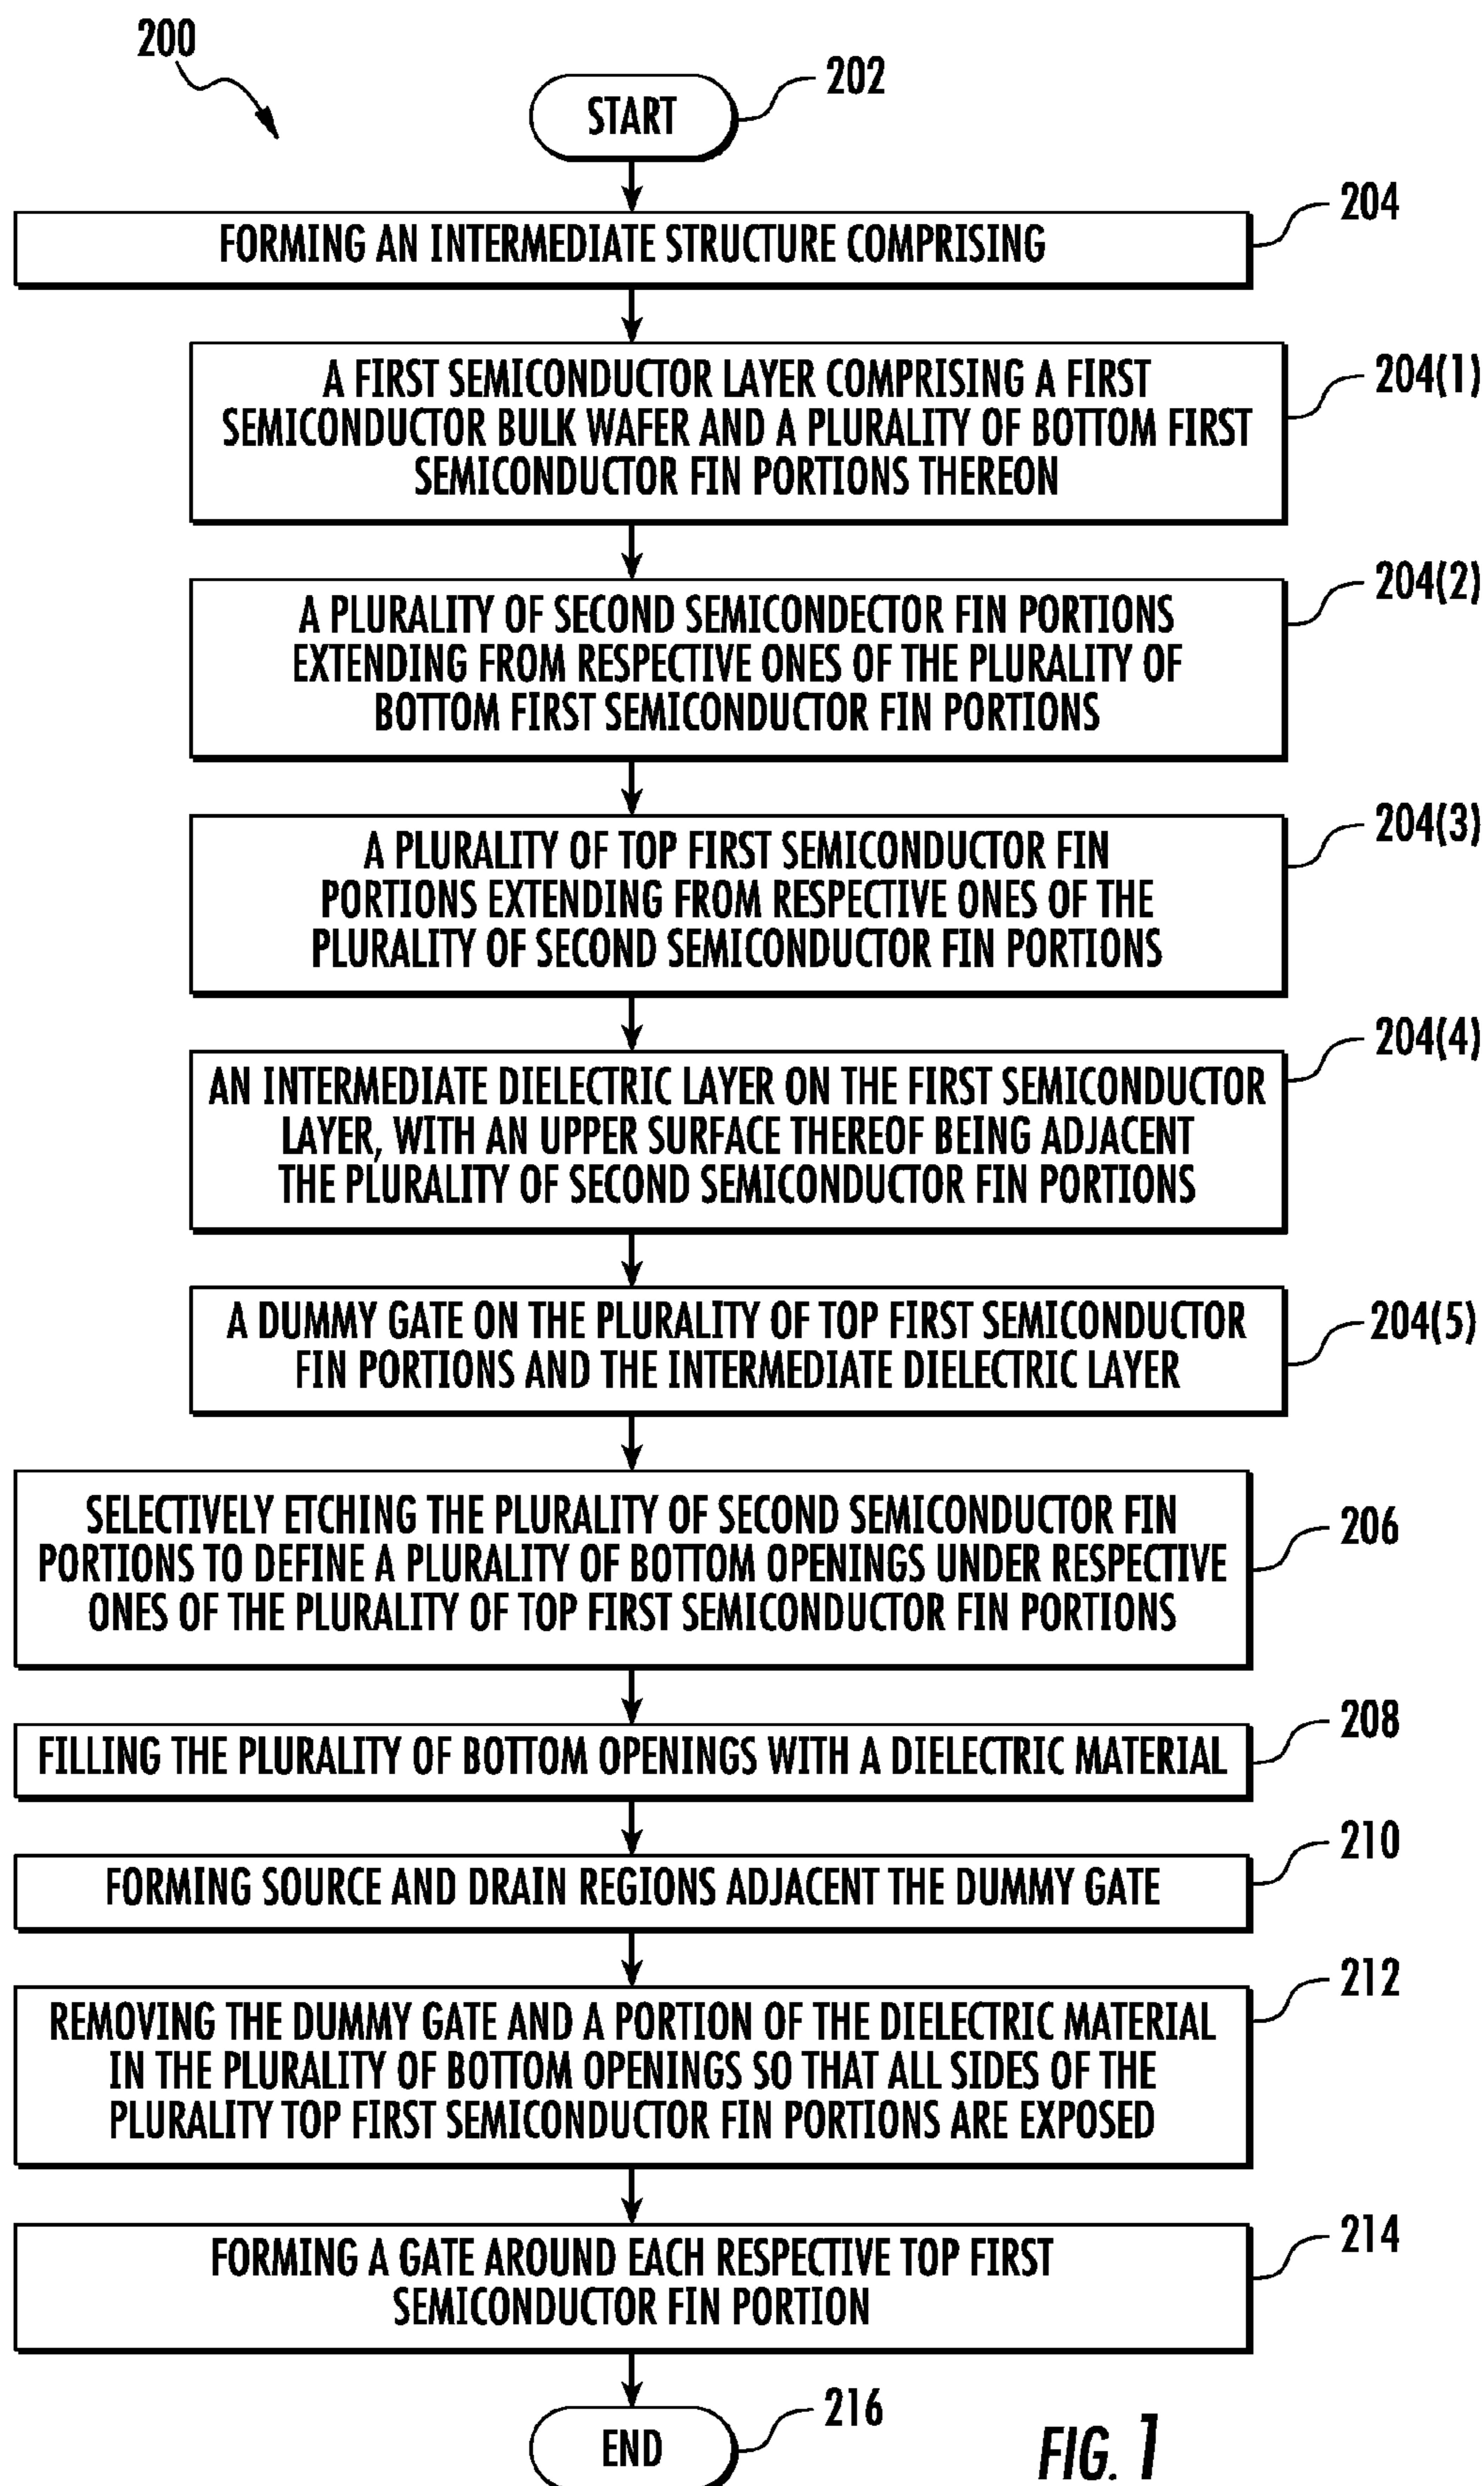 200
START
202
FORMING AN INTERMEDIATE STRUCTURE COMPRISING
204
A FIRST SEMICONDUCTOR LAYER COMPRISING A FIRST
SEMICONDUCTOR BULK WAFER AND A PLURALITY OF BOTTOM FIRST
SEMICONDUCTOR FIN PORTIONS THEREON
204(1)
A PLURALITY OF SECOND SEMICONDECTOR FIN PORTIONS
EXTENDING FROM RESPECTIVE ONES OF THE PLURALITY OF
BOTTOM FIRST SEMICONDUCTOR FIN PORTIONS
204(2)
A PLURALITY OF TOP FIRST SEMICONDUCTOR FIN
PORTIONS EXTENDING FROM RESPECTIVE ONES OF THE
PLURALITY OF SECOND SEMICONDUCTOR FIN PORTIONS
204(3)
AN INTERMEDIATE DIELECTRIC LAYER ON THE FIRST SEMICONDUCTOR
LAYER, WITH AN UPPER SURFACE THEREOF BEING ADJACENT
THE PLURALITY OF SECOND SEMICONDUCTOR FIN PORTIONS
204(4)
A DUMMY GATE ON THE PLURALITY OF TOP FIRST SEMICONDUCTOR
FIN PORTIONS AND THE INTERMEDIATE DIELECTRIC LAYER
204(5)
SELECTIVELY ETCHING THE PLURALITY OF SECOND SEMICONDUCTOR FIN
PORTIONS TO DEFINE A PLURALITY OF BOTTOM OPENINGS UNDER RESPECTIVE
ONES OF THE PLURALITY OF TOP FIRST SEMICONDUCTOR FIN PORTIONS
206
FILLING THE PLURALITY OF BOTTOM OPENINGS WITH A DIELECTRIC MATERIAL
208
FORMING SOURCE AND DRAIN REGIONS ADJACENT THE DUMMY GATE
210
REMOVING THE DUMMY GATE AND A PORTION OF THE DIELECTRIC MATERIAL
IN THE PLURALITY OF BOTTOM OPENINGS SO THAT ALL SIDES OF THE
PLURALITY TOP FIRST SEMICONDUCTOR FIN PORTIONS ARE EXPOSED
212
FORMING A GATE AROUND EACH RESPECTIVE TOP FIRST
SEMICONDUCTOR FIN PORTION
214
END
216
FIG. 1